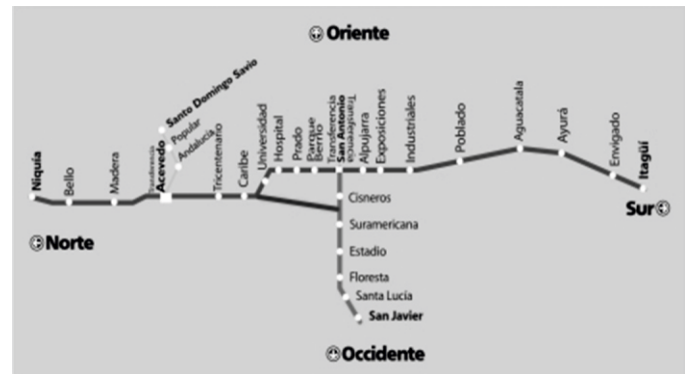 Oriente
Santo Domingo Savio
Popular
Andalucía
Niquía
Bello
Madera
Transferencia
Acevedo
Tricentenario
Caribe
Universidad
Hospital
Prado
Parque
Berrío
Transferencia
San Antonio
Transferencia
Alpujarra
Exposiciones
Industriales
Poblado
Aguacatala
Ayurá
Envigado
Itagüí
Sur
Norte
Cisneros
Suramericana
Estadio
Floresta
Santa Lucía
San Javier
Occidente